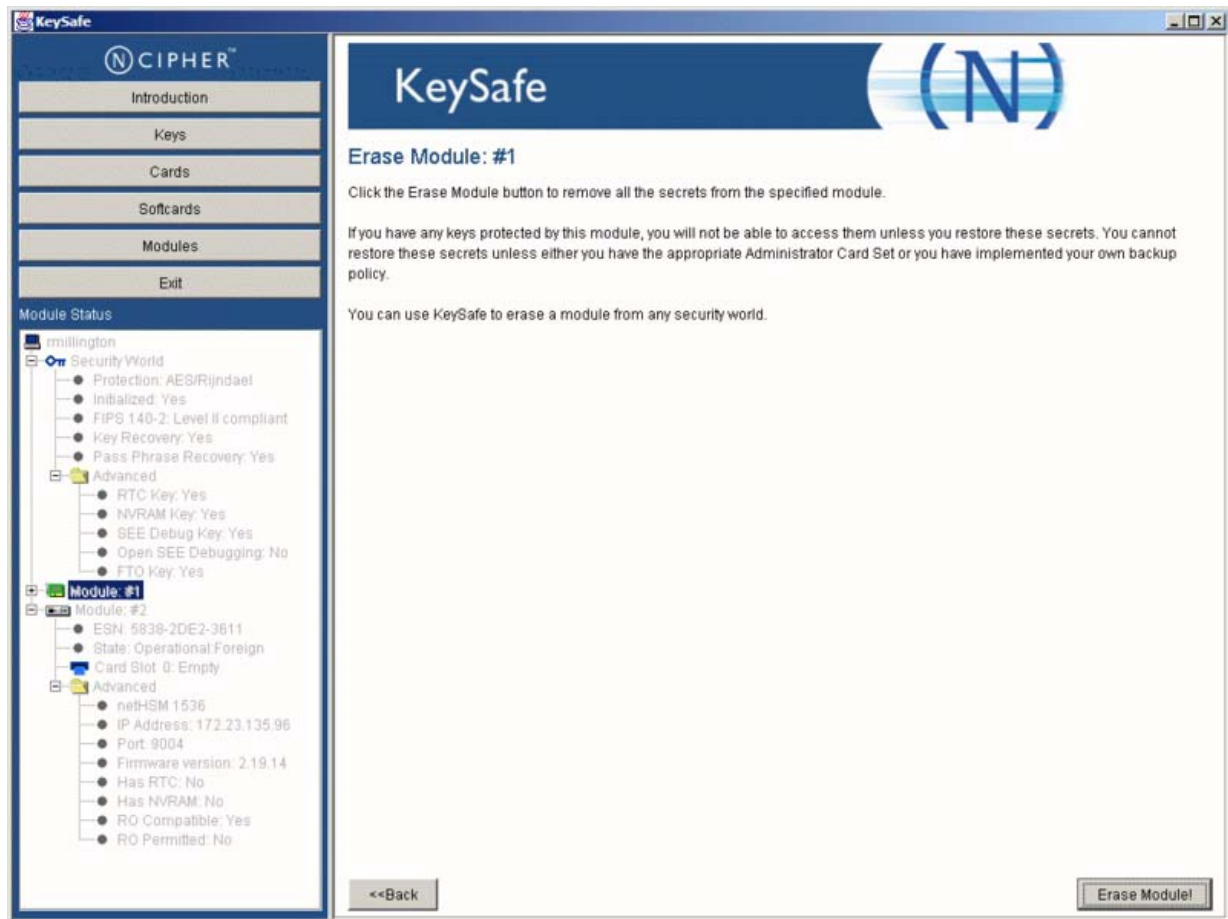 KeySafe
NCIPHER™
Introduction
Keys
Cards
Softcards
Modules
Exit
Module Status
rmillington
Security World
Protection: AES/Rijndael
Initialized: Yes
FIPS 140-2: Level II compliant
Key Recovery: Yes
Pass Phrase Recovery: Yes
Advanced
RTC Key: Yes
NVRAM Key: Yes
SEE Debug Key: Yes
Open SEE Debugging: No
FTO Key: Yes
Module: #1
Module: #2
ESN: 5838-2DE2-3611
State: Operational:Foreign
Card Slot 0: Empty
Advanced
netHSM 1536
IP Address: 172.23.135.96
Port: 9004
Firmware version: 2.19.14
Has RTC: No
Has NVRAM: No
RO Compatible: Yes
RO Permitted: No
KeySafe
(N)
Erase Module: #1
Click the Erase Module button to remove all the secrets from the specified module.
If you have any keys protected by this module, you will not be able to access them unless you restore these secrets. You cannot
restore these secrets unless either you have the appropriate Administrator Card Set or you have implemented your own backup
policy.
You can use KeySafe to erase a module from any security world.
<<Back
Erase Module!